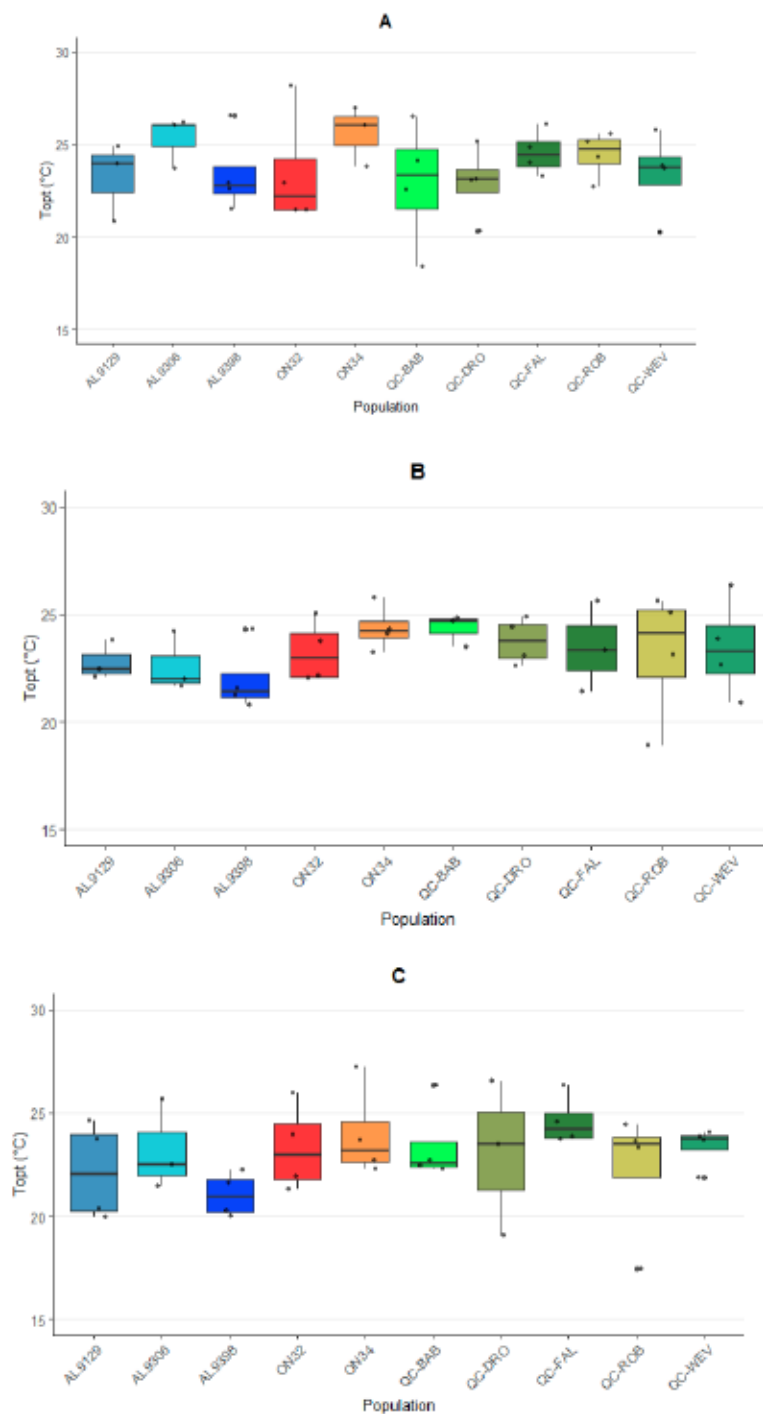 A
30
25
20
15
Topt (°C)
AL9129 AL9306 AL9398 ON32 ON34 QC-BAB QC-DRO QC-FAL QC-ROB QC-WEV
Population
B
30
25
20
15
Topt (°C)
AL9129 AL9306 AL9398 ON32 ON34 QC-BAB QC-DRO QC-FAL QC-ROB QC-WEV
Population
C
30
25
20
15
Topt (°C)
AL9129 AL9306 AL9398 ON32 ON34 QC-BAB QC-DRO QC-FAL QC-ROB QC-WEV
Population